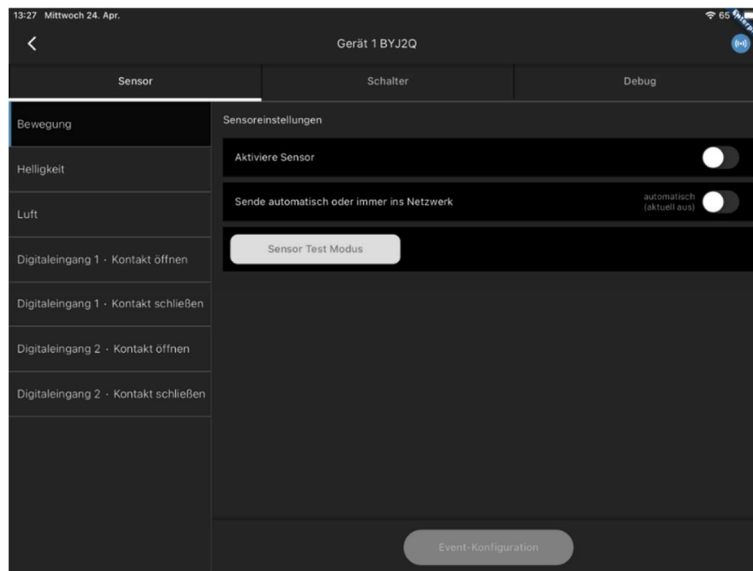 13:27 Mittwoch 24. Apr.
Gerät 1 BYJ2Q
Sensor
Schalter
Debug
Bewegung
Helligkeit
Luft
Digitaleingang 1 · Kontakt öffnen
Digitaleingang 1 · Kontakt schließen
Digitaleingang 2 · Kontakt öffnen
Digitaleingang 2 · Kontakt schließen
Sensoreinstellungen
Aktiviere Sensor
Sende automatisch oder immer ins Netzwerk
automatisch
(aktuell aus)
Sensor Test Modus
Event-Konfiguration